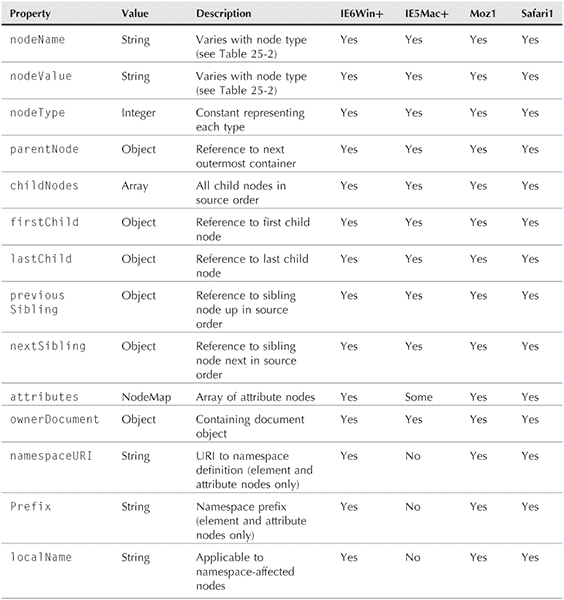 Property Value Description IE6Win+ IE5Mac+ Moz1 Safari1
nodeName String Varies with node type Yes Yes Yes Yes
(see Table 25-2)
nodeValue String Varies with node type Yes Yes Yes Yes
(see Table 25-2)
nodeType Integer Constant representing Yes Yes Yes Yes
each type
parentNode Object Reference to next Yes Yes Yes Yes
outermost container
childNodes Array All child nodes in Yes Yes Yes Yes
source order
firstChild Object Reference to first child Yes Yes Yes Yes
node
lastChild Object Reference to last child Yes Yes Yes Yes
node
previous Object Reference to sibling Yes Yes Yes Yes
Sibling node up in source
order
nextSibling Object Reference to sibling Yes Yes Yes Yes
node next in source
order
attributes NodeMap Array of attribute nodes Yes Some Yes Yes
ownerDocument Object Containing document Yes Yes Yes Yes
object
namespaceURI String URI to namespace Yes No Yes Yes
definition (element and
attribute nodes only)
Prefix String Namespace prefix Yes No Yes Yes
(element and attribute
nodes only)
localName String Applicable to Yes No Yes Yes
namespace-affected
nodes